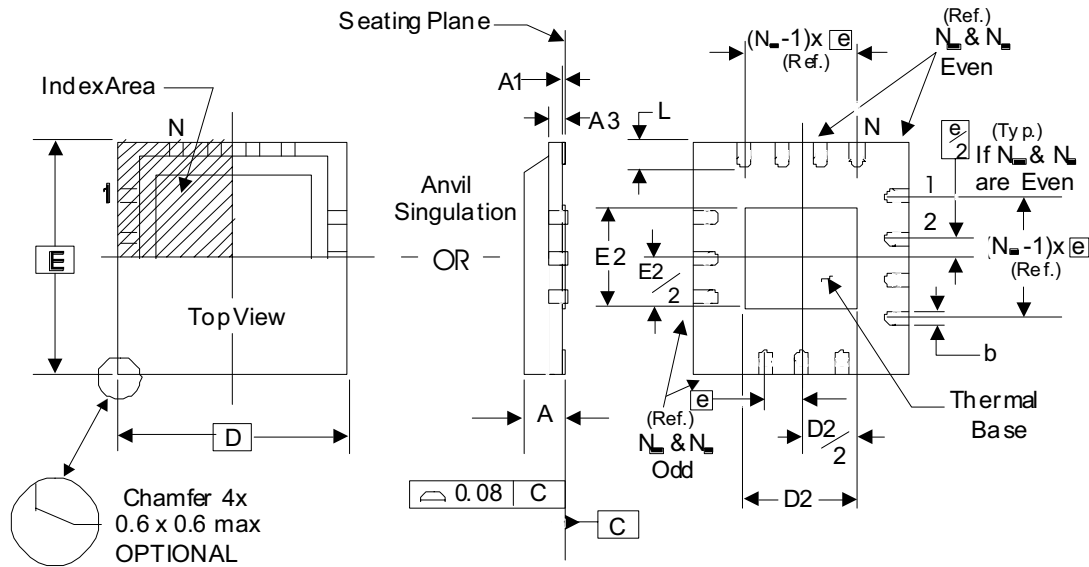 Seating Plane
IndexArea
N
1
E
TopView
D
Chamfer 4x
0.6 x 0.6 max
OPTIONAL
A1
A3
L
Anvil
Singulation
OR
A
0.08 C
C
(N -1)x e
(Ref.)
(Ref.)
N & N
Even
N
e/2
(Typ.)
If N & N
are Even
1
2
(N -1)x e
(Ref.)
E2
E2/2
b
Thermal
Base
e
(Ref.)
N & N
Odd
D2/2
D2